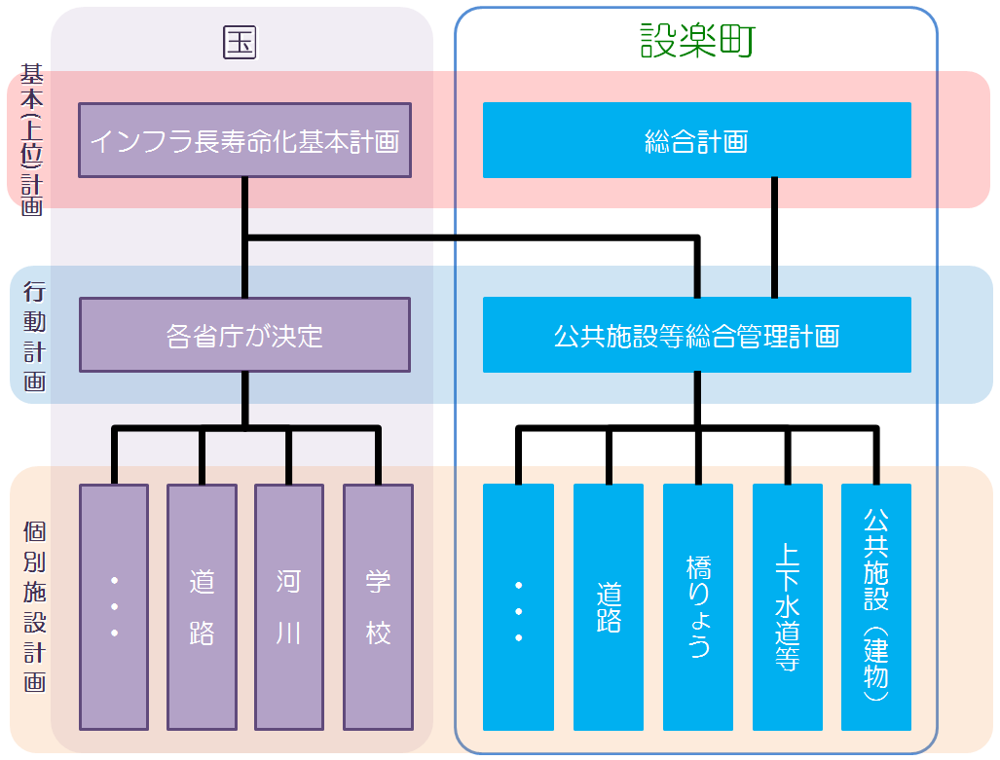 国
設楽町
基本(上位)計画
インフラ長寿命化基本計画
総合計画
行動計画
各省庁が決定
公共施設等総合管理計画
個別施設計画
・・・
道路
河川
学校
・・・
道路
橋りょう
上下水道等
公共施設（建物）